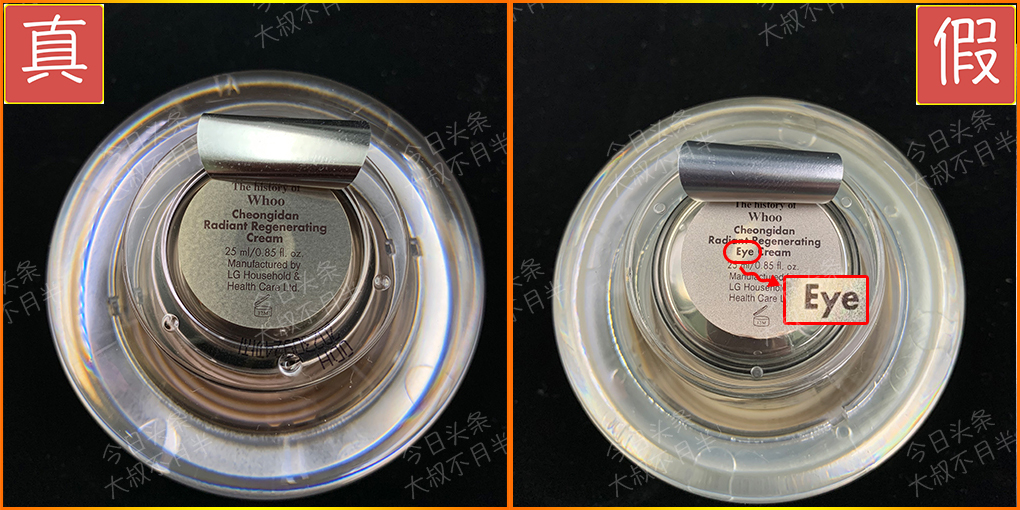 真
The history of
Whoo
Cheongidan
Radiant Regenerating
Cream
25 ml/0.85 fl. oz.
Manufactured by
LG Household &
Health Care Ltd.
假
The history of
Whoo
Cheongidan
Radiant Regenerating
Eye Cream
25 ml/0.85 fl. oz.
Manufactured
LG Househo
Health Care L
Eye
今日头条
大叔不月半